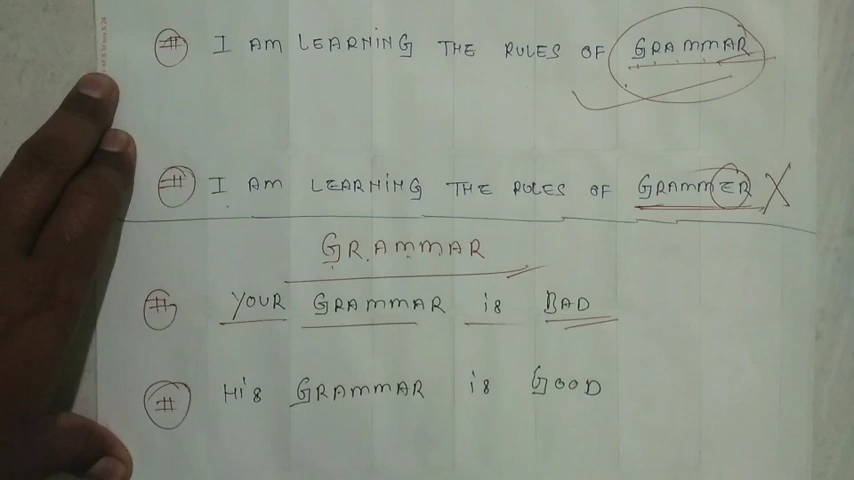 # I AM LEARNING THE RULES OF GRAMMAR
# I AM LEARNING THE RULES OF GRAMMER X
GRAMMAR
# YOUR GRAMMAR is BAD
# His GRAMMAR is GOOD